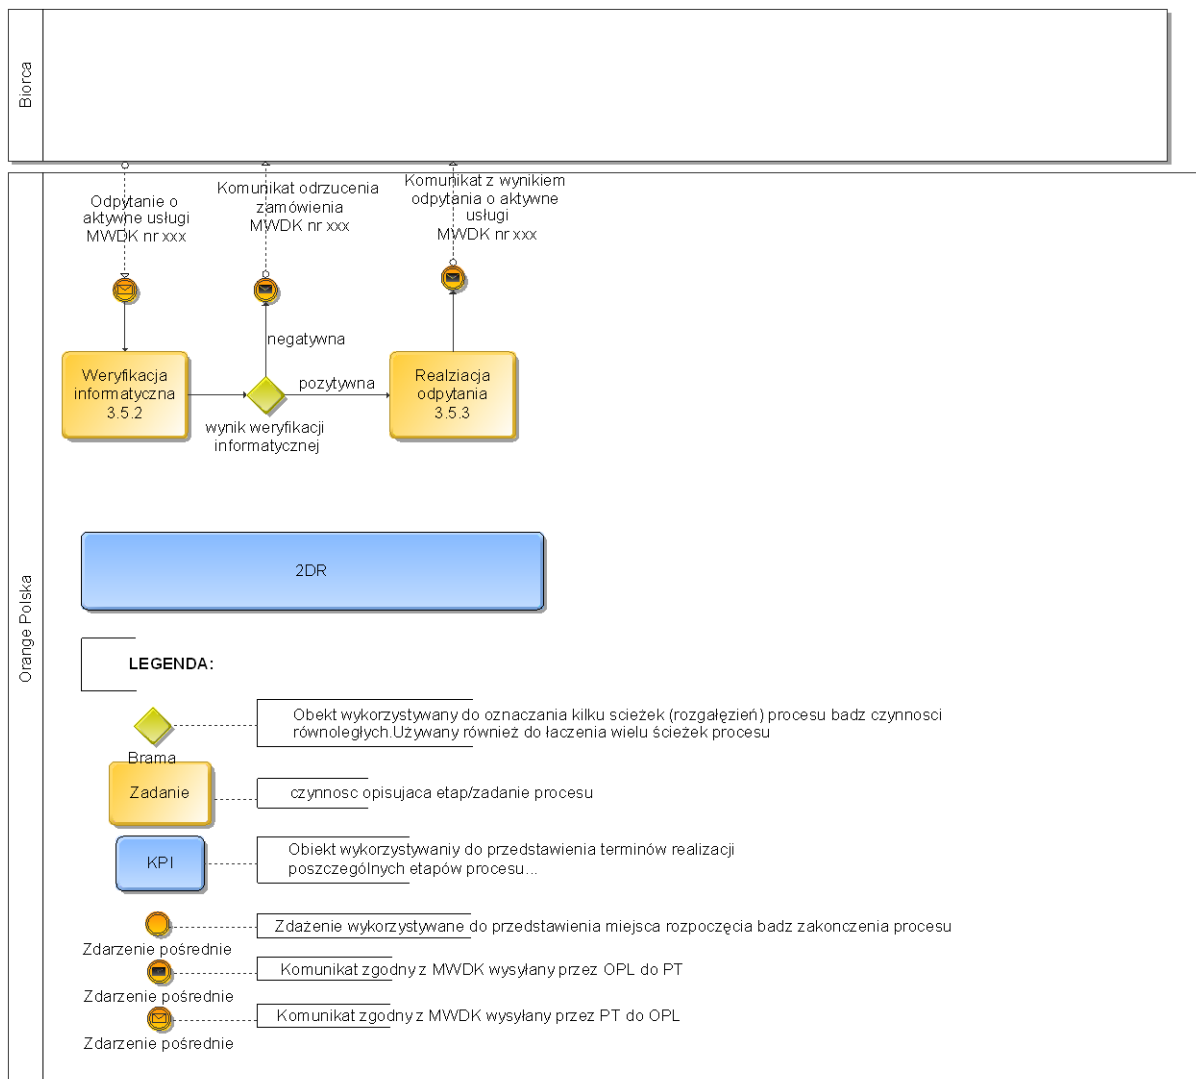 Biorca
Odpytanie o
aktywne usługi
MWDK nr xxx
Komunikat odrzucenia
zamówienia
MWDK nr xxx
Komunikat z wynikiem
odpytania o aktywne
usługi
MWDK nr xxx
negatywna
Weryfikacja
informatyczna
3.5.2
pozytywna
Realziacja
odpytania
3.5.3
wynik weryfikacji
informatycznej
Orange Polska
2DR
LEGENDA:
Obekt wykorzystywany do oznaczania kilku scieżek (rozgałęzień) procesu badz czynnosci
równoległych.Używany również do łaczenia wielu ścieżek procesu
Brama
Zadanie
czynnosc opisujaca etap/zadanie procesu
KPI
Obiekt wykorzystywaniy do przedstawienia terminów realizacji
poszczególnych etapów procesu...
Zdażenie wykorzystywane do przedstawienia miejsca rozpoczęcia badz zakonczenia procesu
Zdarzenie pośrednie
Komunikat zgodny z MWDK wysyłany przez OPL do PT
Zdarzenie pośrednie
Komunikat zgodny z MWDK wysyłany przez PT do OPL
Zdarzenie pośrednie